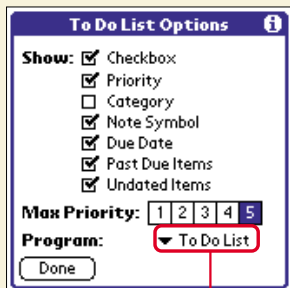 To Do List Options
Show: Checkbox
Priority
Category
Note Symbol
Due Date
Past Due Items
Undated Items
Max Priority: 1 2 3 4 5
Program: To Do List
Done